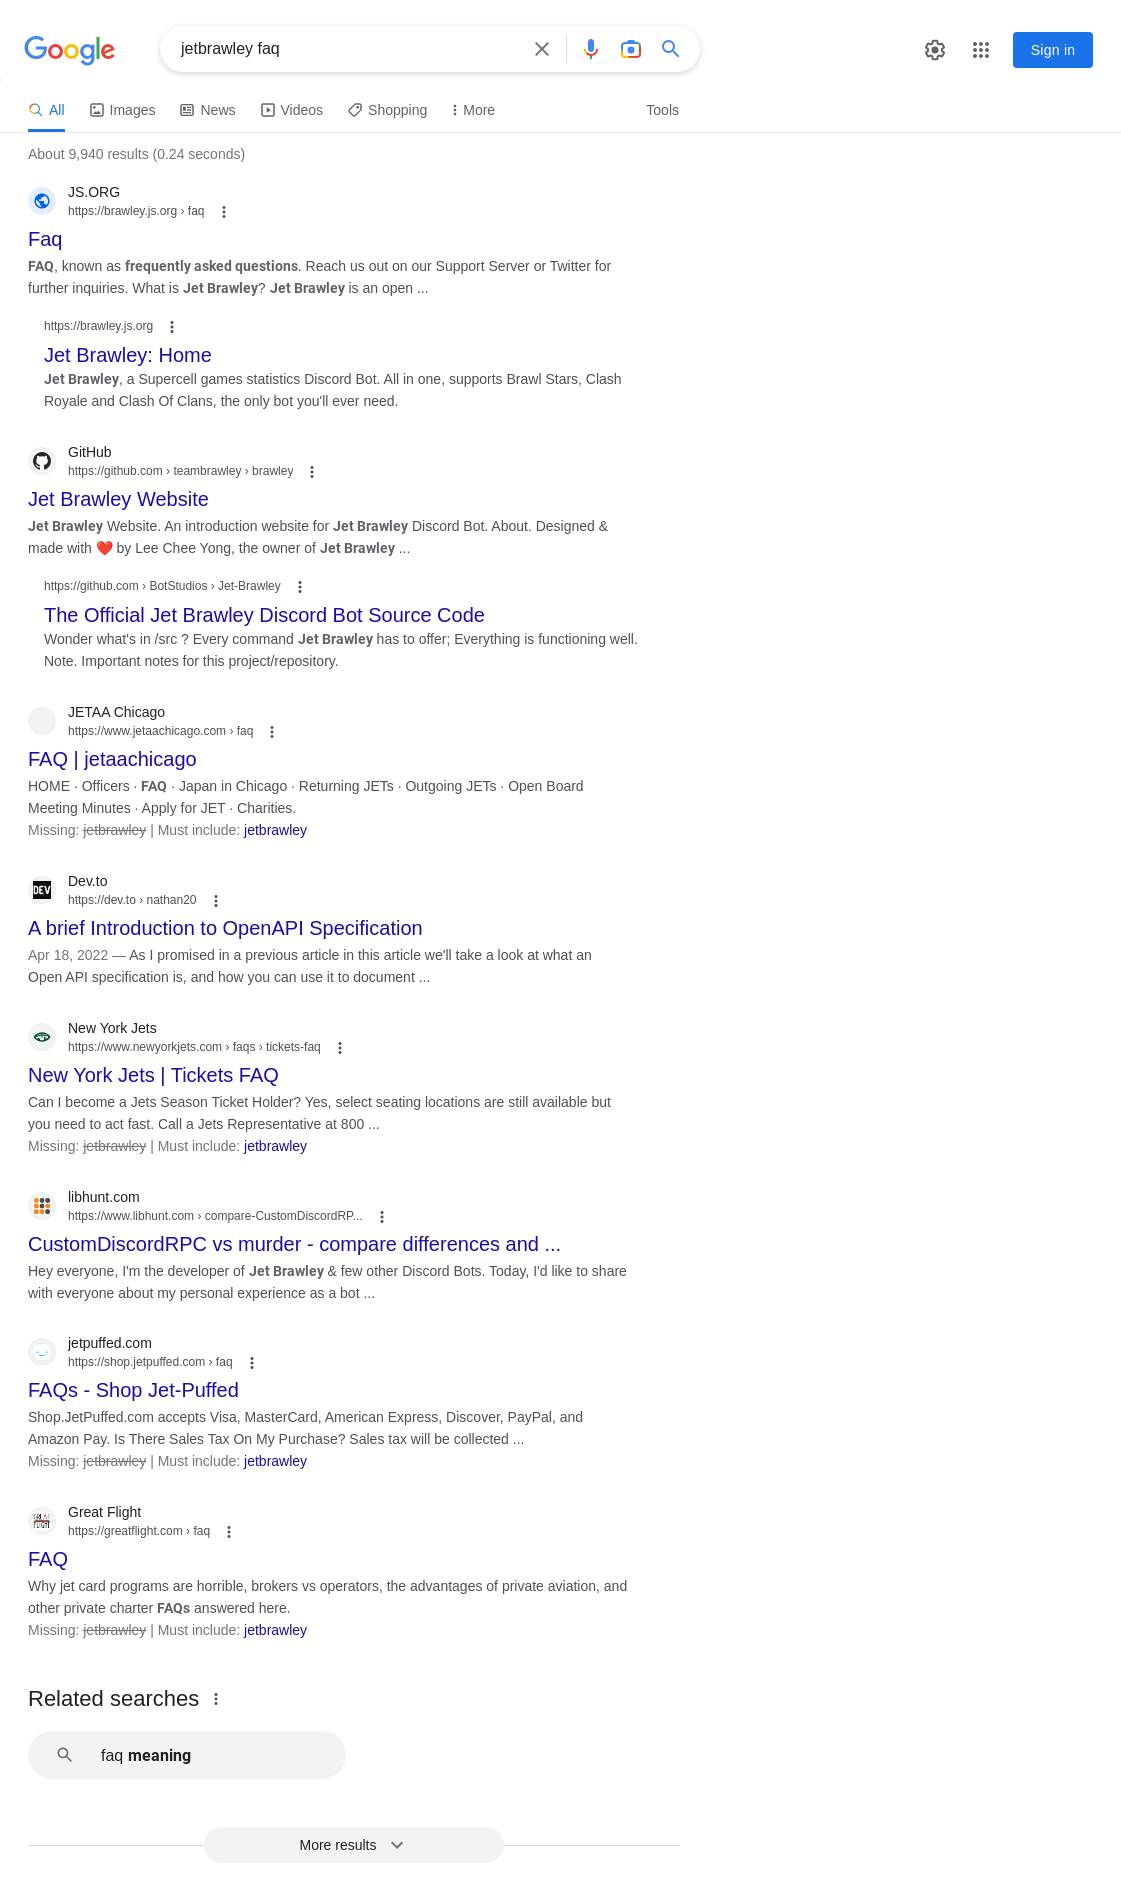 Google
jetbrawley faq
Sign in
All
Images
News
Videos
Shopping
More
Tools
About 9,940 results (0.24 seconds)
JS.ORG
https://brawley.js.org › faq
Faq
FAQ, known as frequently asked questions. Reach us out on our Support Server or Twitter for
further inquiries. What is Jet Brawley? Jet Brawley is an open ...
https://brawley.js.org
Jet Brawley: Home
Jet Brawley, a Supercell games statistics Discord Bot. All in one, supports Brawl Stars, Clash
Royale and Clash Of Clans, the only bot you'll ever need.
GitHub
https://github.com › teambrawley › brawley
Jet Brawley Website
Jet Brawley Website. An introduction website for Jet Brawley Discord Bot. About. Designed &
made with ❤️ by Lee Chee Yong, the owner of Jet Brawley ...
https://github.com › BotStudios › Jet-Brawley
The Official Jet Brawley Discord Bot Source Code
Wonder what's in /src ? Every command Jet Brawley has to offer; Everything is functioning well.
Note. Important notes for this project/repository.
JETAA Chicago
https://www.jetaachicago.com › faq
FAQ | jetaachicago
HOME · Officers · FAQ · Japan in Chicago · Returning JETs · Outgoing JETs · Open Board
Meeting Minutes · Apply for JET · Charities.
Missing: jetbrawley | Must include: jetbrawley
DEV
Dev.to
https://dev.to › nathan20
A brief Introduction to OpenAPI Specification
Apr 18, 2022 — As I promised in a previous article in this article we'll take a look at what an
Open API specification is, and how you can use it to document ...
New York Jets
https://www.newyorkjets.com › faqs › tickets-faq
New York Jets | Tickets FAQ
Can I become a Jets Season Ticket Holder? Yes, select seating locations are still available but
you need to act fast. Call a Jets Representative at 800 ...
Missing: jetbrawley | Must include: jetbrawley
libhunt.com
https://www.libhunt.com › compare-CustomDiscordRP...
CustomDiscordRPC vs murder - compare differences and ...
Hey everyone, I'm the developer of Jet Brawley & few other Discord Bots. Today, I'd like to share
with everyone about my personal experience as a bot ...
jetpuffed.com
https://shop.jetpuffed.com › faq
FAQs - Shop Jet-Puffed
Shop.JetPuffed.com accepts Visa, MasterCard, American Express, Discover, PayPal, and
Amazon Pay. Is There Sales Tax On My Purchase? Sales tax will be collected ...
Missing: jetbrawley | Must include: jetbrawley
GREAT
FLIGHT
Great Flight
https://greatflight.com › faq
FAQ
Why jet card programs are horrible, brokers vs operators, the advantages of private aviation, and
other private charter FAQs answered here.
Missing: jetbrawley | Must include: jetbrawley
Related searches
faq meaning
More results